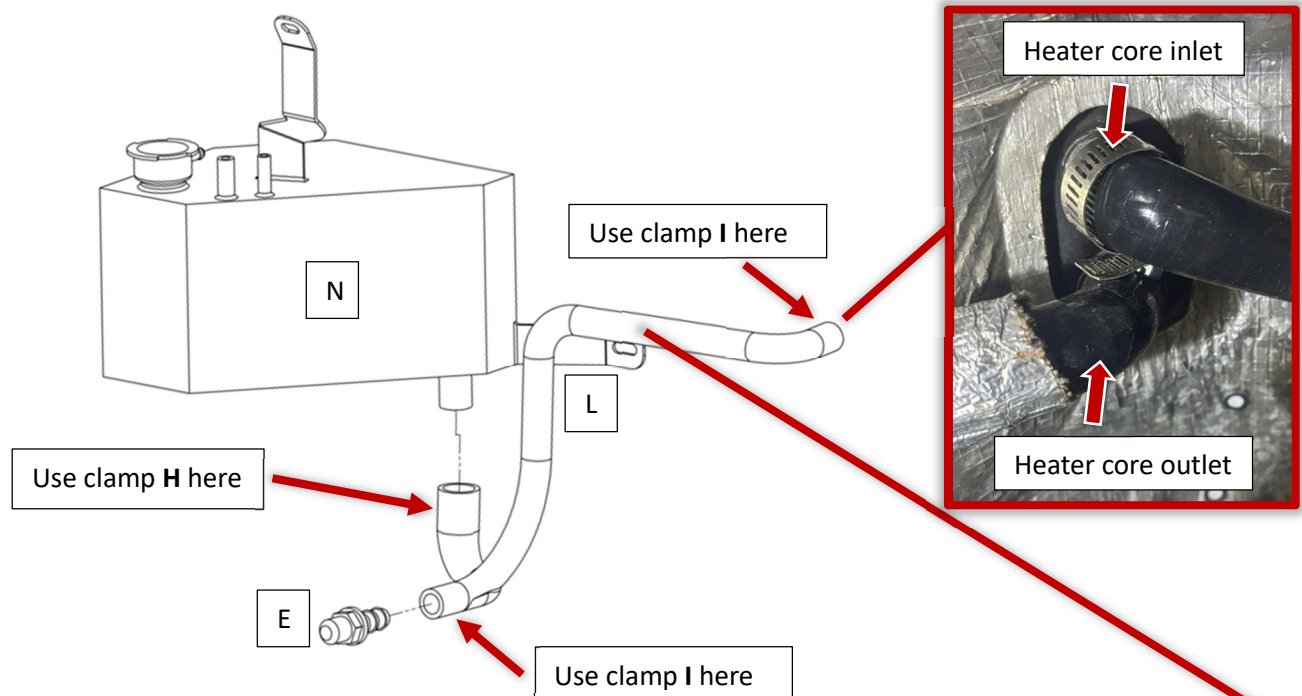 Heater core inlet
Use clamp I here
N
L
Use clamp H here
Heater core outlet
E
Use clamp I here